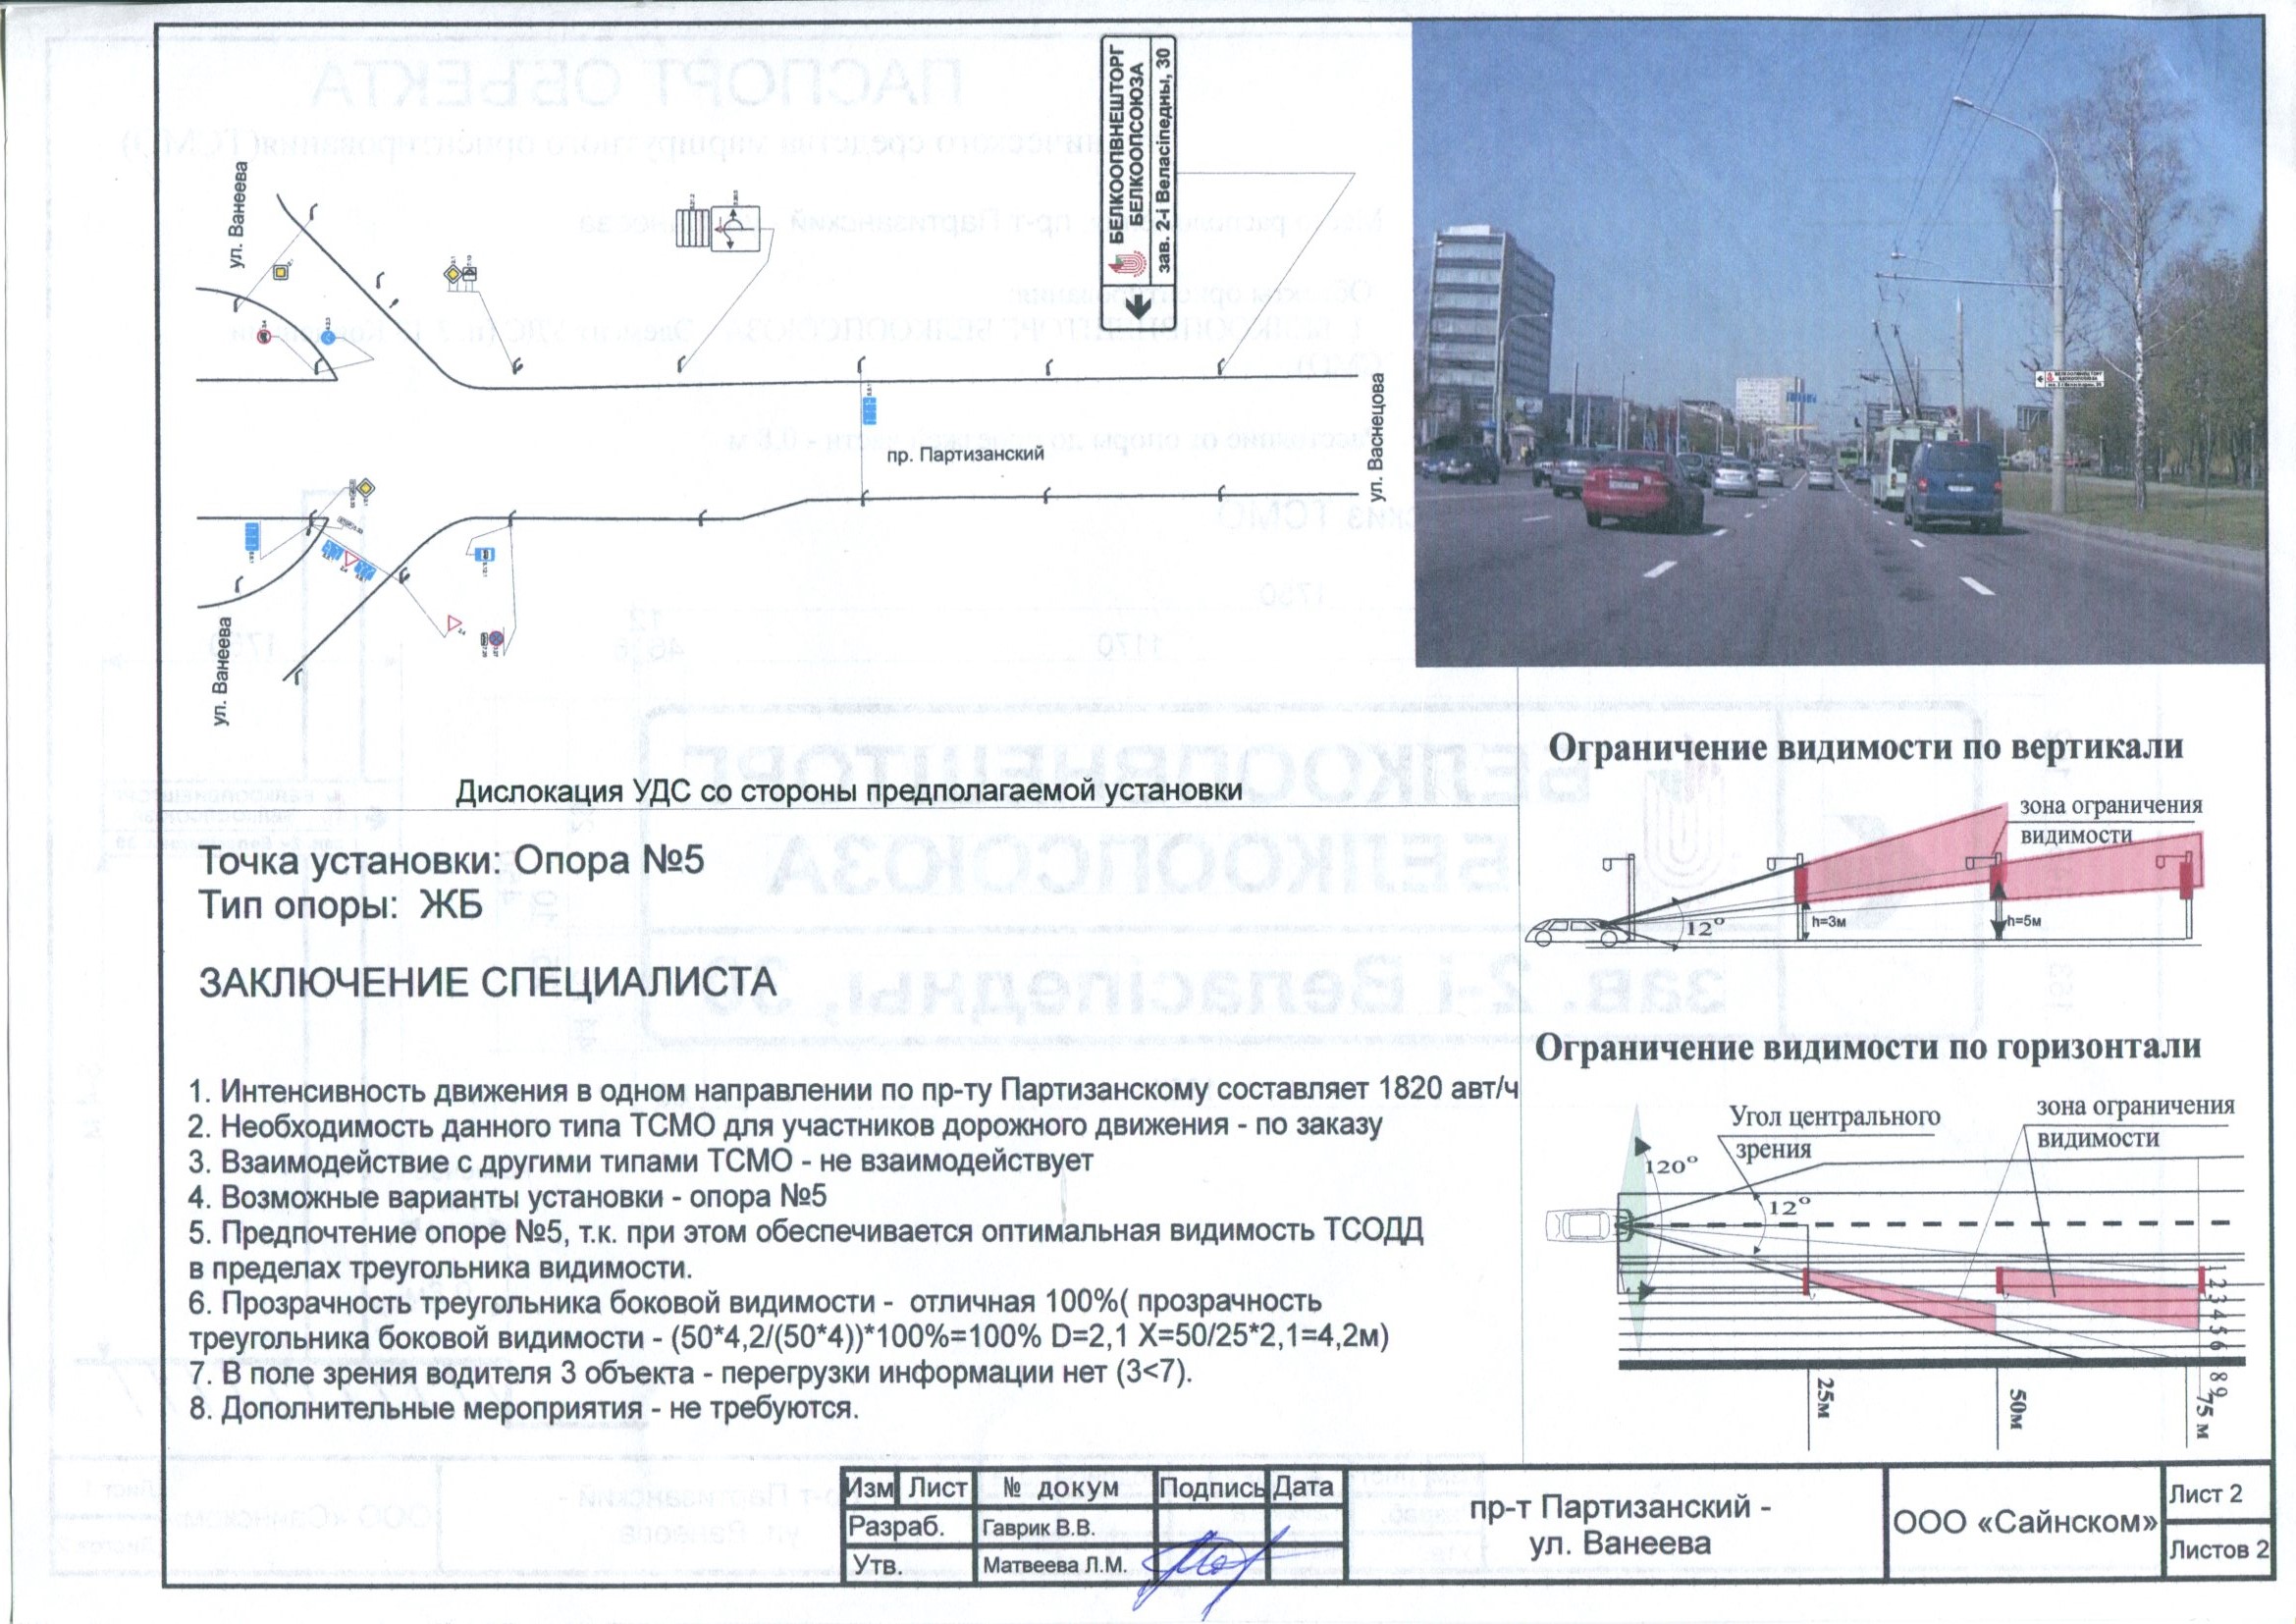 ул. Ванеева
БЕЛКООПВНЕШТОРГ
БЕЛКООПСОЮЗА
зав. 2-i Веласiпедны, 30
пр. Партизанский
ул. Васнецова
ул. Ванеева
Дислокация УДС со стороны предполагаемой установки
Точка установки: Опора №5
Тип опоры: ЖБ
ЗАКЛЮЧЕНИЕ СПЕЦИАЛИСТА
1. Интенсивность движения в одном направлении по пр-ту Партизанскому составляет 1820 авт/ч
2. Необходимость данного типа ТСМО для участников дорожного движения - по заказу
3. Взаимодействие с другими типами ТСМО - не взаимодействует
4. Возможные варианты установки - опора №5
5. Предпочтение опоре №5, т.к. при этом обеспечивается оптимальная видимость ТСОДД
в пределах треугольника видимости.
6. Прозрачность треугольника боковой видимости - отличная 100%( прозрачность
треугольника боковой видимости - (50*4,2/(50*4))*100%=100% D=2,1 X=50/25*2,1=4,2м)
7. В поле зрения водителя 3 объекта - перегрузки информации нет (3<7).
8. Дополнительные мероприятия - не требуются.
Ограничение видимости по вертикали
зона ограничения
видимости
12°
h=3м
h=5м
Ограничение видимости по горизонтали
Угол центрального
зрения
зона ограничения
видимости
120°
12°
1 2 3 4 5 6 8 9
25м
50м
75 м
Изм Лист № докум Подпись Дата
Разраб. Гаврик В.В.
Утв. Матвеева Л.М.
пр-т Партизанский -
ул. Ванеева
ООО «Сайнском»
Лист 2
Листов 2